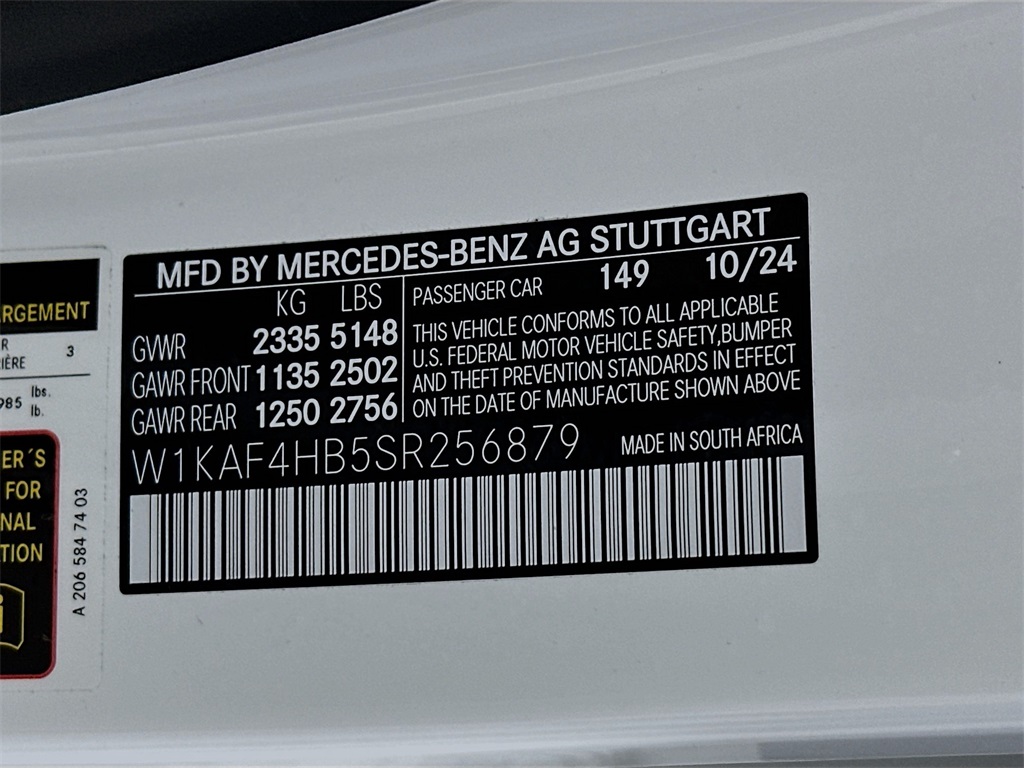 MFD BY MERCEDES-BENZ AG STUTTGART
KG LBS
GVWR 2335 5148
GAWR FRONT 1135 2502
GAWR REAR 1250 2756
PASSENGER CAR 149 10/24
THIS VEHICLE CONFORMS TO ALL APPLICABLE
U.S. FEDERAL MOTOR VEHICLE SAFETY,BUMPER
AND THEFT PREVENTION STANDARDS IN EFFECT
ON THE DATE OF MANUFACTURE SHOWN ABOVE
W1KAF4HB5SR256879
MADE IN SOUTH AFRICA
ARGEMENT
R
IÈRE 3
985 lbs.
lb.
ER´S
FOR
NAL
TION
A 206 584 74 03